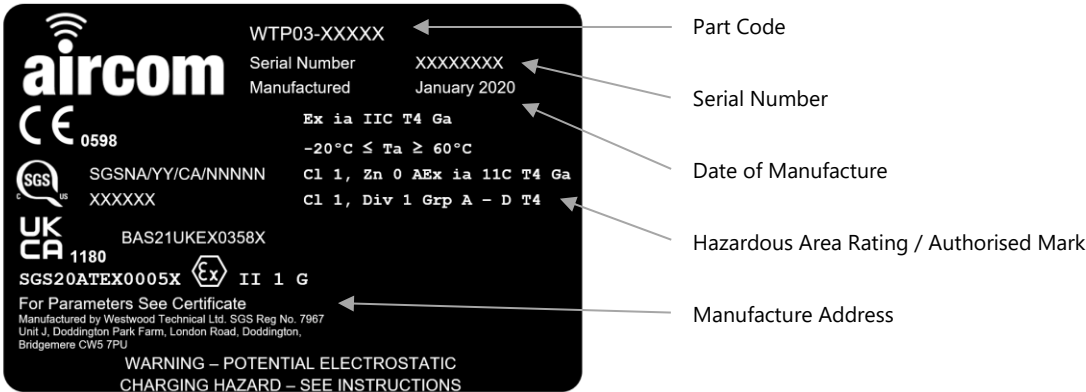 aircom
WTP03-XXXXX
Serial Number XXXXXXXX
Manufactured January 2020
CE 0598
Ex ia IIC T4 Ga
-20°C ≤ Ta ≥ 60°C
SGS
C US
SGSNA/YY/CA/NNNNN
XXXXXX
Cl 1, Zn 0 AEx ia 11C T4 Ga
Cl 1, Div 1 Grp A – D T4
UK
CA 1180
BAS21UKEX0358X
SGS20ATEX0005X Ex II 1 G
For Parameters See Certificate
Manufactured by Westwood Technical Ltd. SGS Reg No. 7967
Unit J, Doddington Park Farm, London Road, Doddington,
Bridgemere CW5 7PU
WARNING – POTENTIAL ELECTROSTATIC
CHARGING HAZARD – SEE INSTRUCTIONS
Part Code
Serial Number
Date of Manufacture
Hazardous Area Rating / Authorised Mark
Manufacture Address